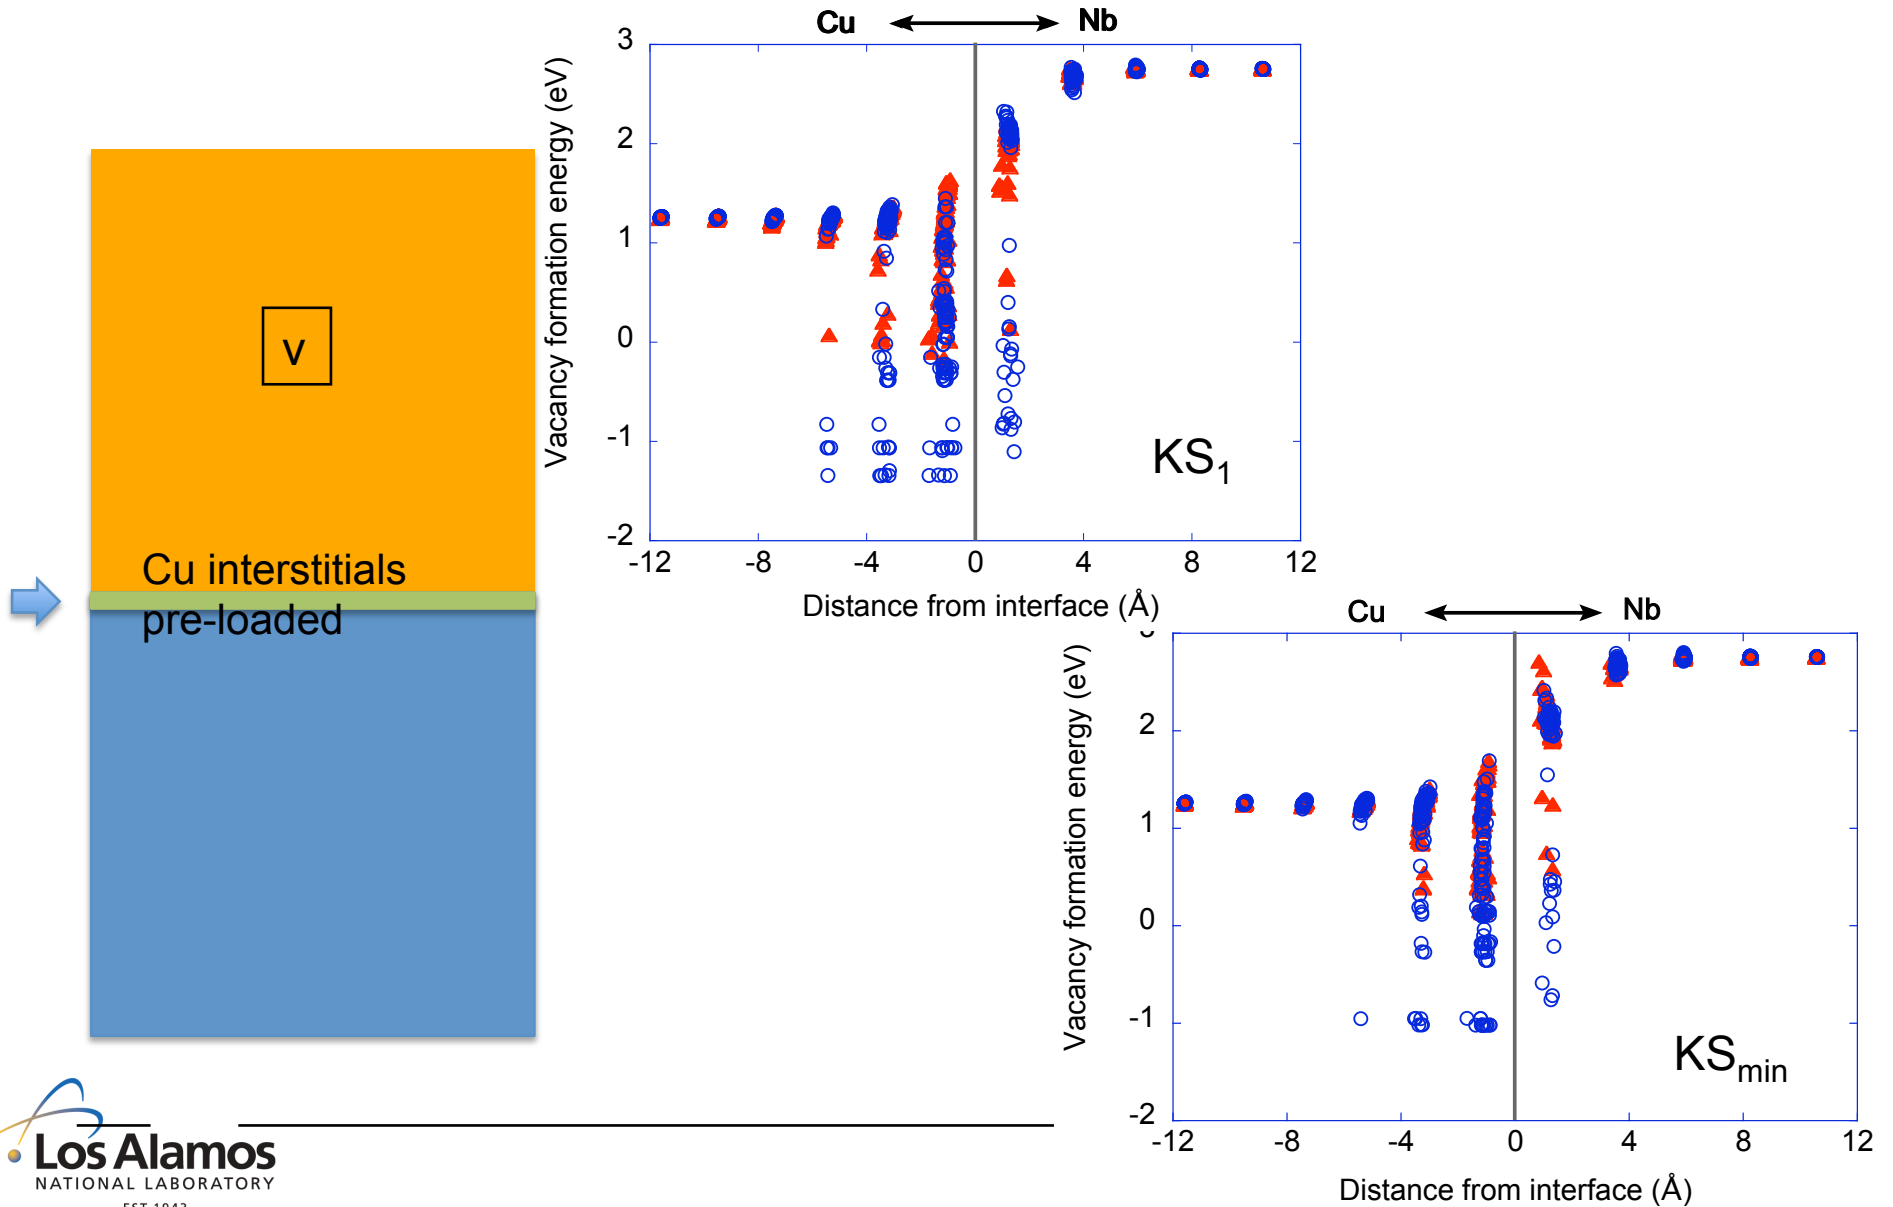 Cu Nb
Vacancy formation energy (eV)
3
2
1
0
-1
-2
-12 -8 -4 0 4 8 12
KS1
Distance from interface (Å)
v
Cu interstitials
pre-loaded
Cu Nb
Vacancy formation energy (eV)
2
1
0
-1
-2
-12 -8 -4 0 4 8 12
KSmin
Distance from interface (Å)
Los Alamos
NATIONAL LABORATORY
EST. 1943